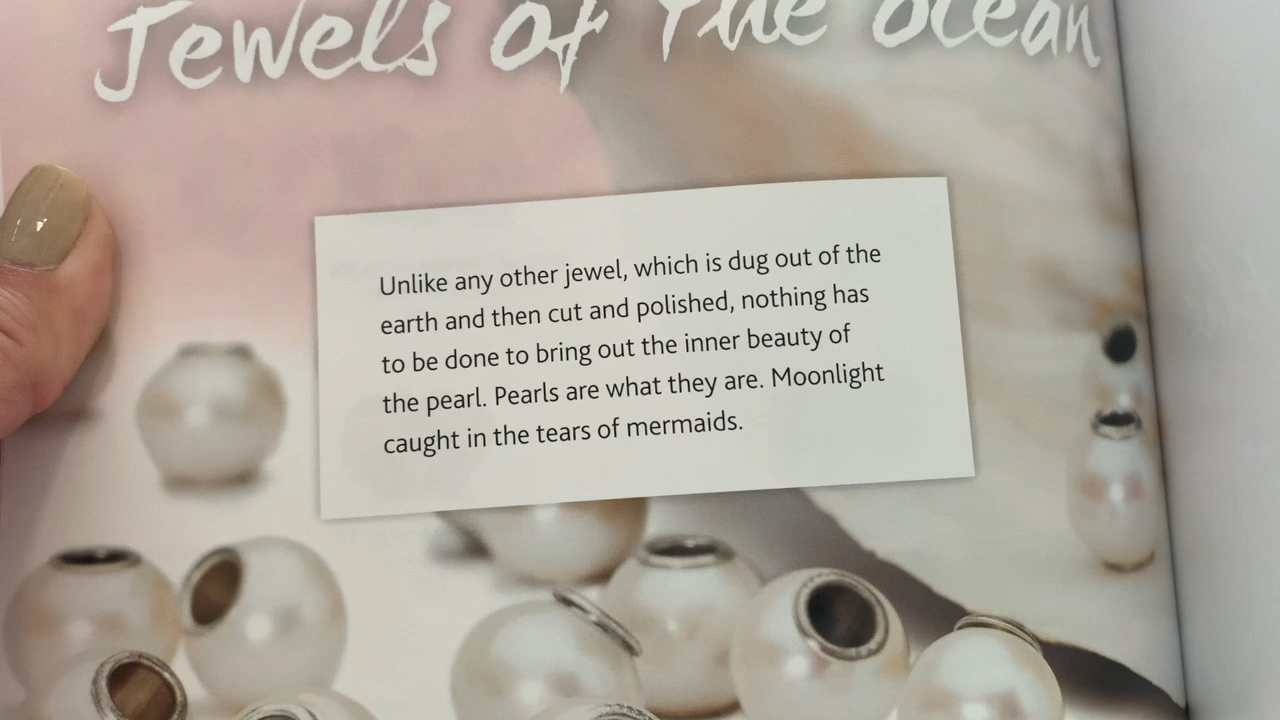 Jewels of the Ocean
Unlike any other jewel, which is dug out of the
earth and then cut and polished, nothing has
to be done to bring out the inner beauty of
the pearl. Pearls are what they are. Moonlight
caught in the tears of mermaids.